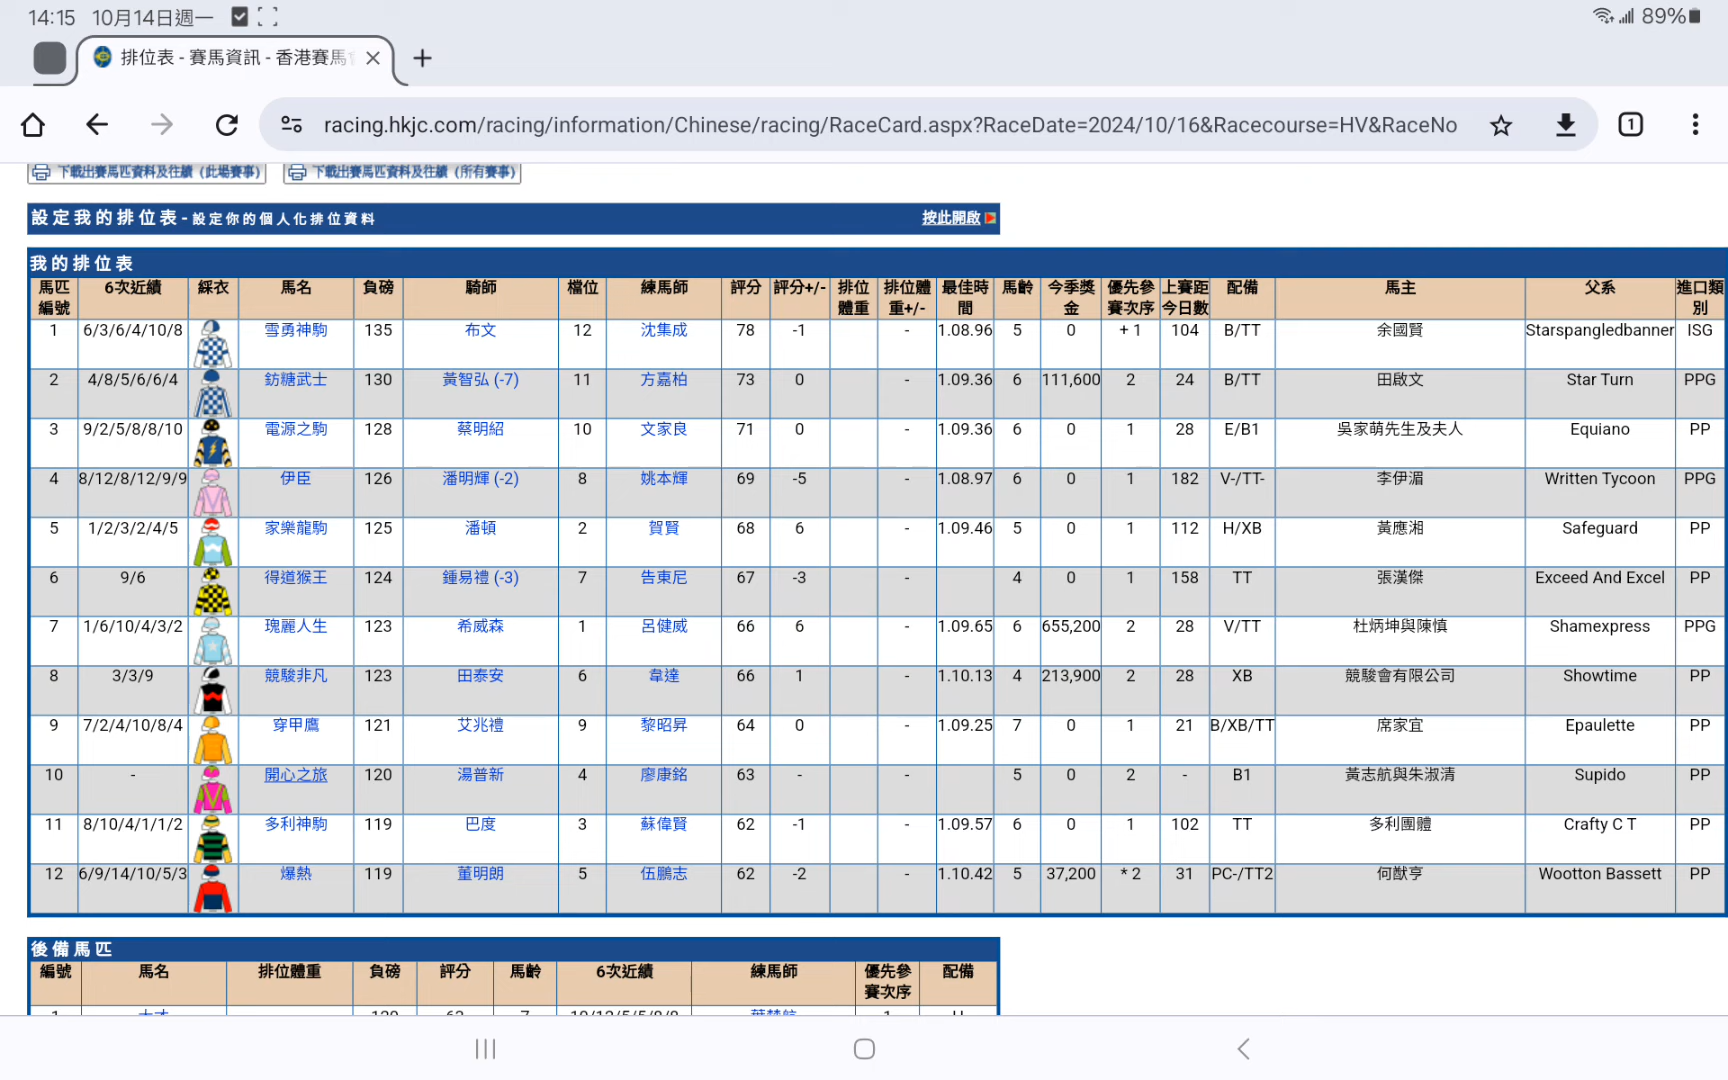 14:15 10月14日週一 89%
排位表 - 賽馬資訊 - 香港賽馬會
racing.hkjc.com/racing/information/Chinese/racing/RaceCard.aspx?RaceDate=2024/10/16&Racecourse=HV&RaceNo 1
下載出賽馬匹資料及往績 (此場賽事) 下載出賽馬匹資料及往績 (所有賽事)
設定我的排位表 - 設定你的個人化排位資料 按此開啟
我的排位表
馬匹編號 6次近績 綵衣 馬名 負磅 騎師 檔位 練馬師 評分 評分+/- 排位體重 排位體重+/- 最佳時間 馬齡 今季獎金 優先參賽次序 上賽距今日數 配備 馬主 父系 進口類別
1 6/3/6/4/10/8 雪勇神駒 135 布文 12 沈集成 78 -1 - 1.08.96 5 0 + 1 104 B/TT 余國賢 Starspangledbanner ISG
2 4/8/5/6/6/4 鈁糖武士 130 黃智弘 (-7) 11 方嘉柏 73 0 - 1.09.36 6 111,600 2 24 B/TT 田啟文 Star Turn PPG
3 9/2/5/8/8/10 電源之駒 128 蔡明紹 10 文家良 71 0 - 1.09.36 6 0 1 28 E/B1 吳家萌先生及夫人 Equiano PP
4 8/12/8/12/9/9 伊臣 126 潘明輝 (-2) 8 姚本輝 69 -5 - 1.08.97 6 0 1 182 V-/TT- 李伊湄 Written Tycoon PPG
5 1/2/3/2/4/5 家樂龍駒 125 潘頓 2 賀賢 68 6 - 1.09.46 5 0 1 112 H/XB 黃應湘 Safeguard PP
6 9/6 得道猴王 124 鍾易禮 (-3) 7 告東尼 67 -3 - 4 0 1 158 TT 張漢傑 Exceed And Excel PP
7 1/6/10/4/3/2 瑰麗人生 123 希威森 1 呂健威 66 6 - 1.09.65 6 655,200 2 28 V/TT 杜炳坤與陳慎 Shamexpress PPG
8 3/3/9 競駿非凡 123 田泰安 6 韋達 66 1 - 1.10.13 4 213,900 2 28 XB 競駿會有限公司 Showtime PP
9 7/2/4/10/8/4 穿甲鷹 121 艾兆禮 9 黎昭昇 64 0 - 1.09.25 7 0 1 21 B/XB/TT 席家宜 Epaulette PP
10 - 開心之旅 120 湯普新 4 廖康銘 63 - - 5 0 2 - B1 黃志航與朱淑清 Supido PP
11 8/10/4/1/1/2 多利神駒 119 巴度 3 蘇偉賢 62 -1 - 1.09.57 6 0 1 102 TT 多利團體 Crafty C T PP
12 6/9/14/10/5/3 爆熱 119 董明朗 5 伍鵬志 62 -2 - 1.10.42 5 37,200 * 2 31 PC-/TT2 何猷亨 Wootton Bassett PP
後備馬匹
編號 馬名 排位體重 負磅 評分 馬齡 6次近績 練馬師 優先參賽次序 配備